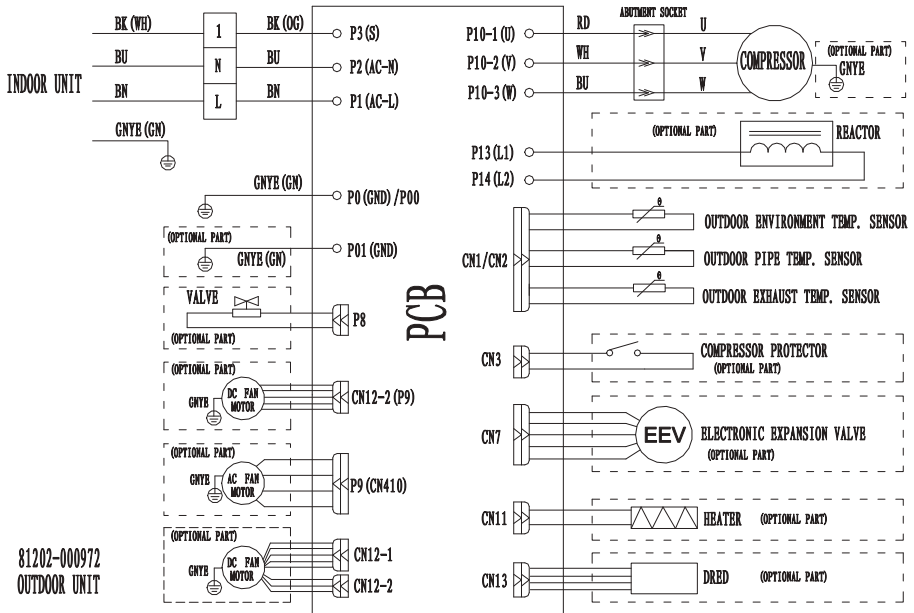 BK(WH)
1
BK(OG)
P3(S)
BU
N
BU
P2(AC-N)
INDOOR UNIT
BN
L
BN
P1(AC-L)
GNYE(GN)
GNYE(GN)
P0(GND)/P00
(OPTIONAL PART)
GNYE(GN)
P01(GND)
VALVE
P8
(OPTIONAL PART)
(OPTIONAL PART)
GNYE
DC FAN
MOTOR
CN12-2(P9)
(OPTIONAL PART)
GNYE
AC FAN
MOTOR
P9(CN410)
(OPTIONAL PART)
GNYE
DC FAN
MOTOR
CN12-1
CN12-2
81202-000972
OUTDOOR UNIT
PCB
ABUTMENT SOCKET
P10-1(U)
RD
U
P10-2(V)
WH
V
P10-3(W)
BU
W
COMPRESSOR
(OPTIONAL PART)
GNYE
(OPTIONAL PART)
REACTOR
P13(L1)
P14(L2)
CN1/CN2
θ
OUTDOOR ENVIRONMENT TEMP. SENSOR
θ
OUTDOOR PIPE TEMP. SENSOR
θ
OUTDOOR EXHAUST TEMP. SENSOR
CN3
COMPRESSOR PROTECTOR
(OPTIONAL PART)
CN7
EEV
ELECTRONIC EXPANSION VALVE
(OPTIONAL PART)
CN11
HEATER
(OPTIONAL PART)
CN13
DRED
(OPTIONAL PART)